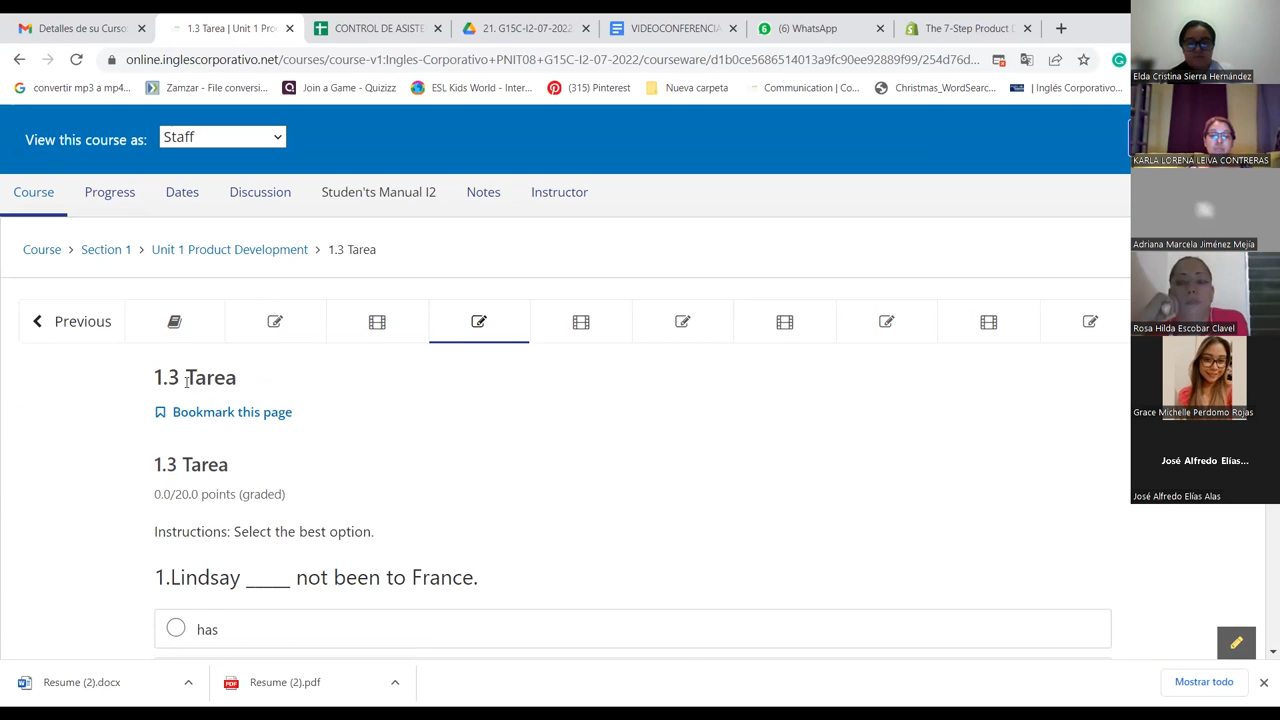 Detalles de su Curso
1.3 Tarea | Unit 1 Pro
CONTROL DE ASISTE
21. G15C-I2-07-2022
VIDEOCONFERENCIA
(6) WhatsApp
The 7-Step Product D
online.inglescorporativo.net/courses/course-v1:Ingles-Corporativo+PNIT08+G15C-I2-07-2022/courseware/d1bfce5686514013a9fc90ee92889f99/254d76d...
convertir mp3 a mp4...
Zamzar - File conversi...
Join a Game - Quizizz
ESL Kids World - Inter...
(315) Pinterest
Nueva carpeta
Communication | Co...
Christmas_WordSearc...
| Inglés Corporativo...
View this course as:
Staff
Course
Progress
Dates
Discussion
Studen'ts Manual I2
Notes
Instructor
Course > Section 1 > Unit 1 Product Development > 1.3 Tarea
Previous
1.3 Tarea
Bookmark this page
1.3 Tarea
0.0/20.0 points (graded)
Instructions: Select the best option.
1.Lindsay _____ not been to France.
has
Resume (2).docx
Resume (2).pdf
Mostrar todo
Elda Cristina Sierra Hernández
KARLA LORENA LEIVA CONTRERAS
Adriana Marcela Jiménez Mejía
Rosa Hilda Escobar Clavel
Grace Michelle Perdomo Rojas
José Alfredo Elías...
José Alfredo Elías Alas